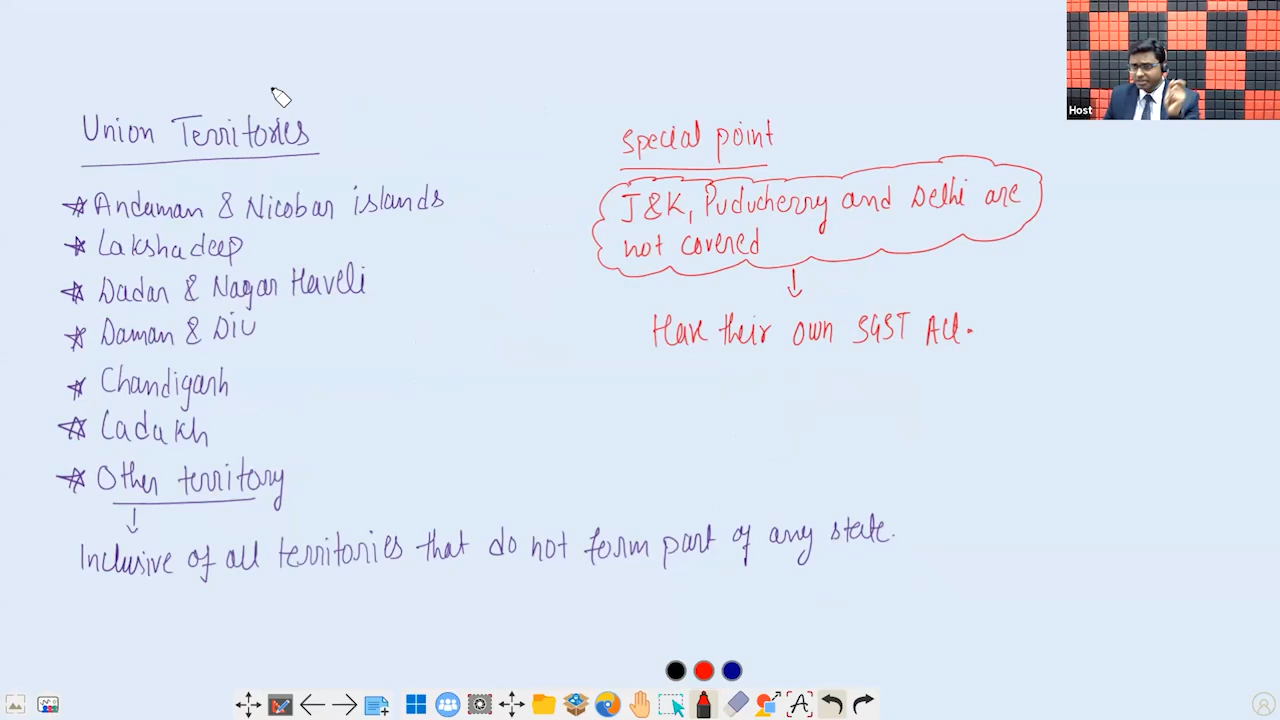 Union Territories
Andaman & Nicobar islands
Lakshadeep
Dadar & Nagar Haveli
Daman & Diu
Chandigarh
Ladakh
Other territory
Inclusive of all territories that do not form part of any state.
special point
J&K, Puducherry and Delhi are
not covered
Have their own SGST Act.
Host